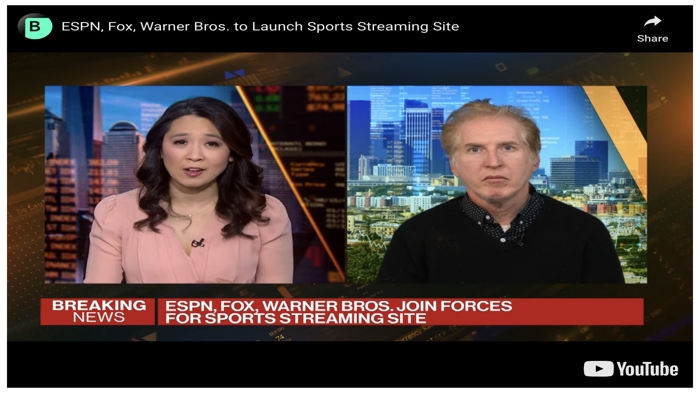 B
ESPN, Fox, Warner Bros. to Launch Sports Streaming Site
Share
BREAKING
NEWS
ESPN, FOX, WARNER BROS. JOIN FORCES
FOR SPORTS STREAMING SITE
YouTube